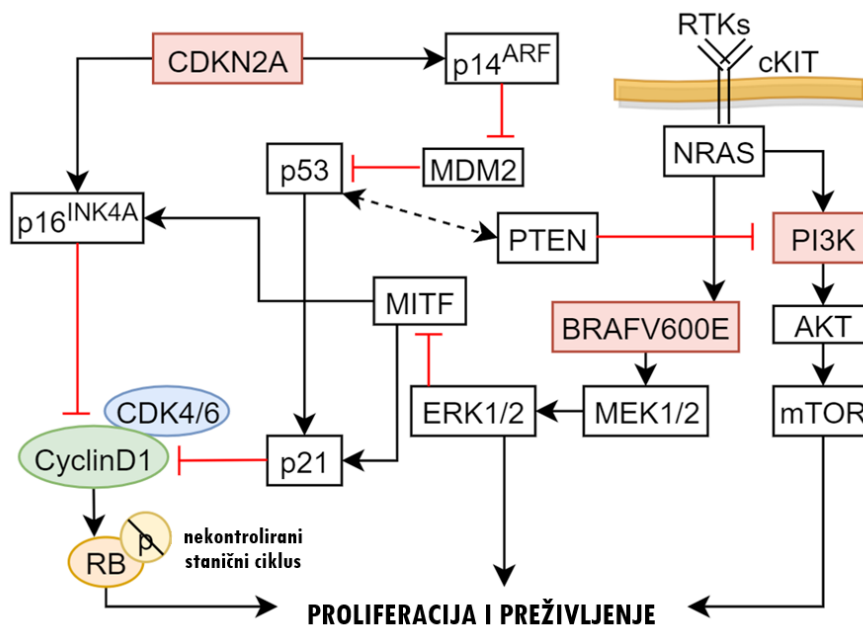 RTKs
CDKN2A
p14ARF
cKIT
p53
MDM2
NRAS
p16INK4A
PTEN
PI3K
MITF
BRAFV600E
AKT
CDK4/6
ERK1/2
MEK1/2
mTOR
CyclinD1
p21
RB
p
nekontrolirani
stanični ciklus
PROLIFERACIJA I PREŽIVLJENJE